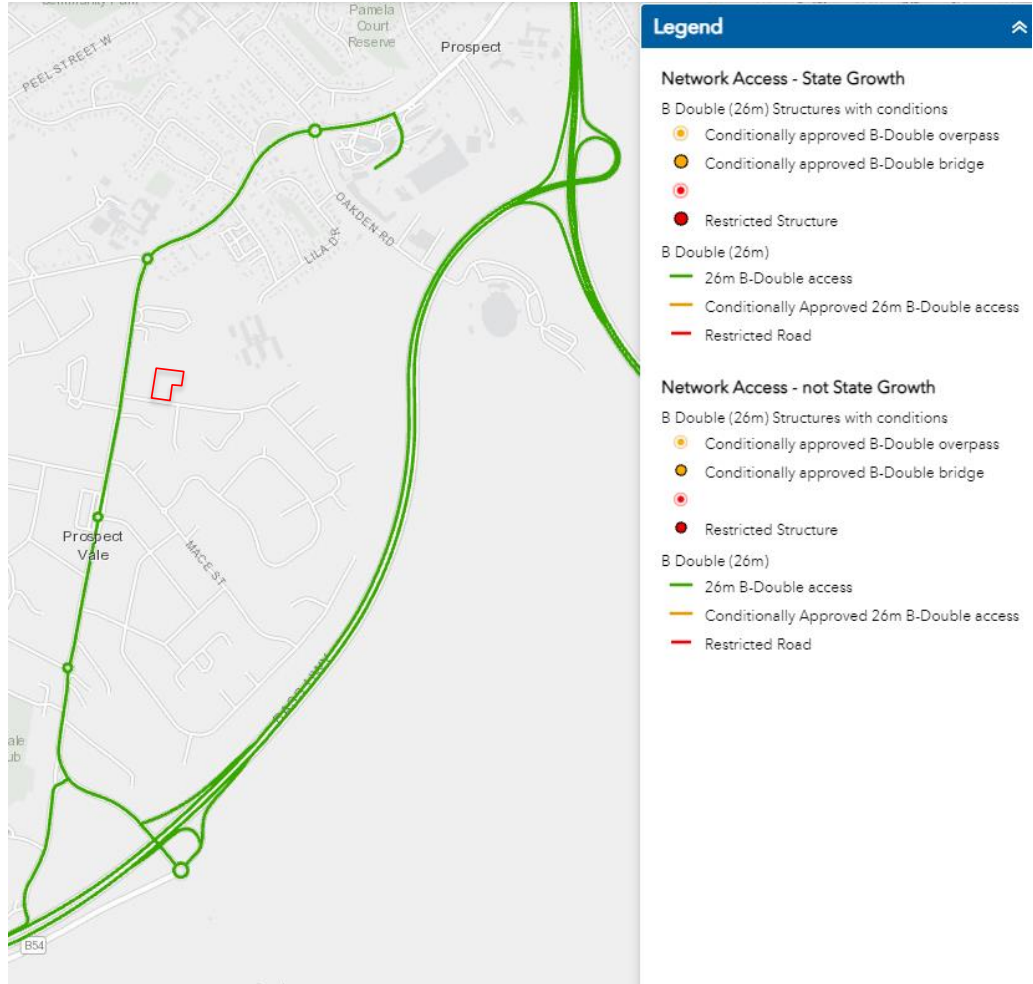 Pamela
Court
Reserve
Prospect
PEEL STREET W
OAKDEN RD
LILA DR
Prospect
Vale
MACE ST
B54
Legend
Network Access - State Growth
B Double (26m) Structures with conditions
Conditionally approved B-Double overpass
Conditionally approved B-Double bridge
Restricted Structure
B Double (26m)
26m B-Double access
Conditionally Approved 26m B-Double access
Restricted Road
Network Access - not State Growth
B Double (26m) Structures with conditions
Conditionally approved B-Double overpass
Conditionally approved B-Double bridge
Restricted Structure
B Double (26m)
26m B-Double access
Conditionally Approved 26m B-Double access
Restricted Road